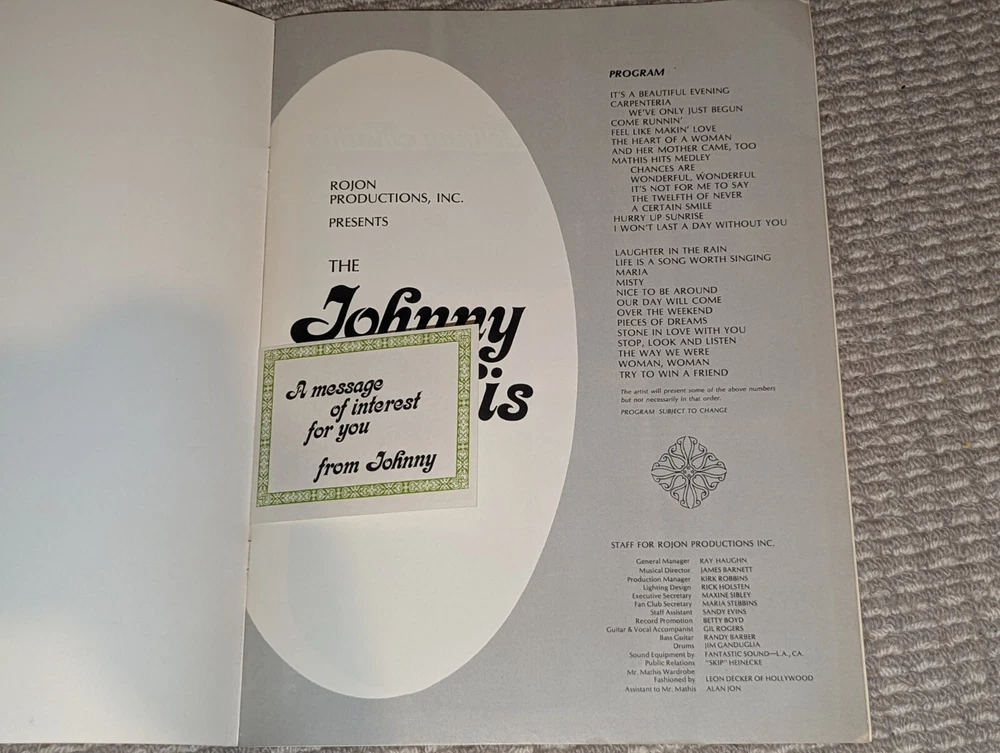 ROJON
PRODUCTIONS, INC.
PRESENTS
THE
Johnny
is
A message
of interest
for you
from Johnny
PROGRAM
IT'S A BEAUTIFUL EVENING
CARPENTERIA
WE'VE ONLY JUST BEGUN
COME RUNNIN'
FEEL LIKE MAKIN' LOVE
THE HEART OF A WOMAN
AND HER MOTHER CAME, TOO
MATHIS HITS MEDLEY
CHANCES ARE
WONDERFUL, WONDERFUL
IT'S NOT FOR ME TO SAY
THE TWELFTH OF NEVER
A CERTAIN SMILE
HURRY UP SUNRISE
I WON'T LAST A DAY WITHOUT YOU
LAUGHTER IN THE RAIN
LIFE IS A SONG WORTH SINGING
MARIA
MISTY
NICE TO BE AROUND
OUR DAY WILL COME
OVER THE WEEKEND
PIECES OF DREAMS
STONE IN LOVE WITH YOU
STOP, LOOK AND LISTEN
THE WAY WE WERE
WOMAN, WOMAN
TRY TO WIN A FRIEND
The artist will present some of the above numbers
but not necessarily in that order.
PROGRAM SUBJECT TO CHANGE
STAFF FOR ROJON PRODUCTIONS INC.
General Manager RAY HAUGHN
Musical Director JAMES BARNETT
Production Manager KIRK ROBBINS
Lighting Design RICK HOLSTEN
Executive Secretary MAXINE SIBLEY
Fan Club Secretary MARIA STEBBINS
Staff Assistant SANDY EVINS
Record Promotion BETTY BOYD
Guitar & Vocal Accompanist GIL ROGERS
Bass Guitar RANDY BARBER
Drums JIM GANDUGLIA
Sound Equipment by FANTASTIC SOUND—L.A., CA.
Public Relations "SKIP" HEINECKE
Mr. Mathis Wardrobe
Fashioned by LEON DECKER OF HOLLYWOOD
Assistant to Mr. Mathis ALAN JON